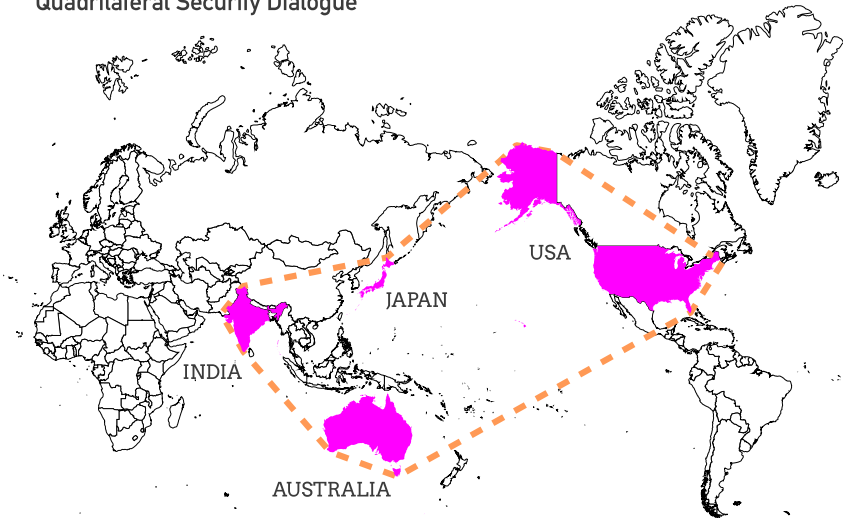 Quadrilateral Security Dialogue
USA
JAPAN
INDIA
AUSTRALIA